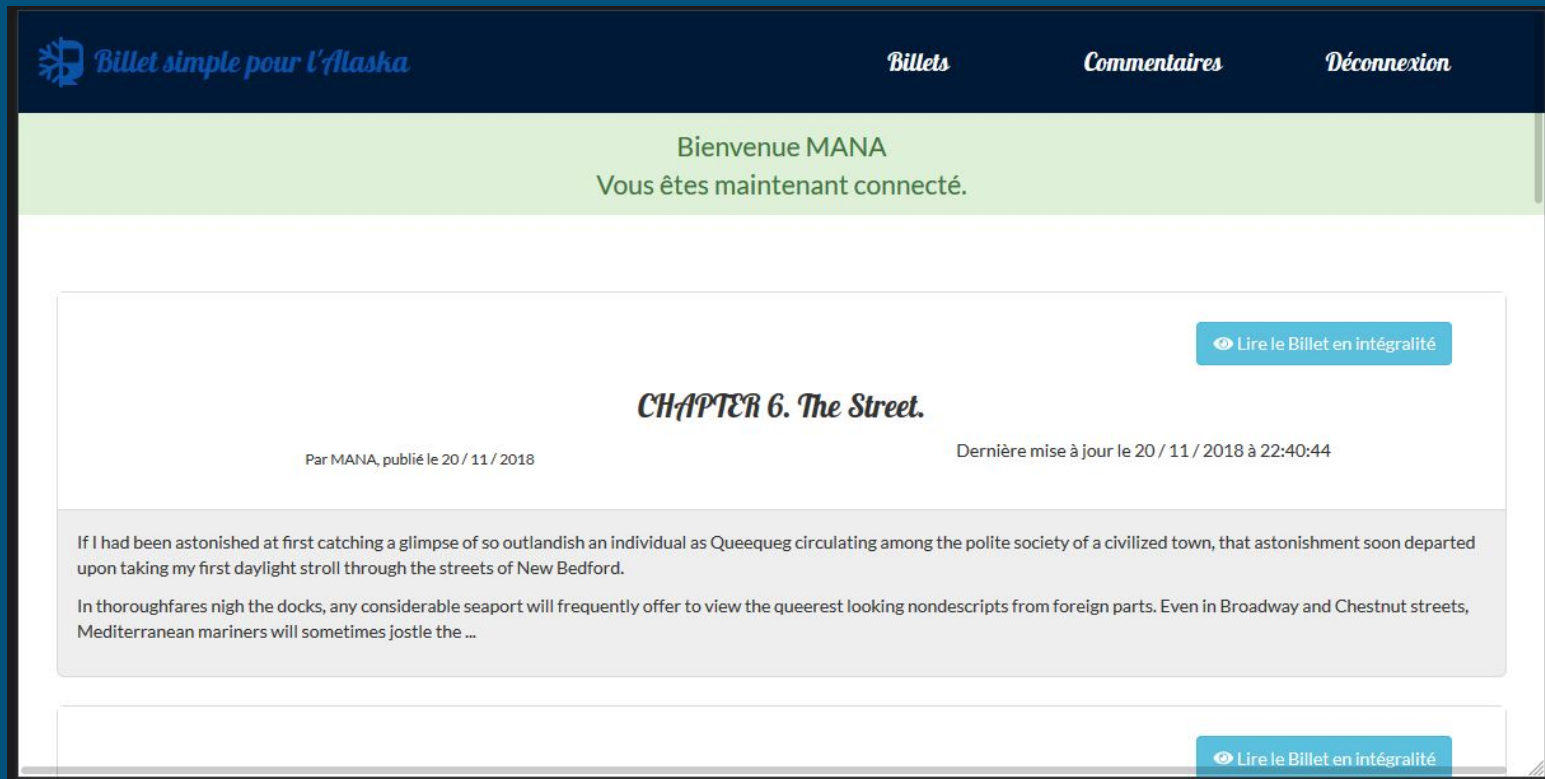 Billet simple pour l'Alaska
Billets
Commentaires
Déconnexion
Bienvenue MANA
Vous êtes maintenant connecté.
Lire le Billet en intégralité
CHAPTER 6. The Street.
Par MANA, publié le 20 / 11 / 2018
Dernière mise à jour le 20 / 11 / 2018 à 22:40:44
If I had been astonished at first catching a glimpse of so outlandish an individual as Queequeg circulating among the polite society of a civilized town, that astonishment soon departed
upon taking my first daylight stroll through the streets of New Bedford.
In thoroughfares nigh the docks, any considerable seaport will frequently offer to view the queerest looking nondescripts from foreign parts. Even in Broadway and Chestnut streets,
Mediterranean mariners will sometimes jostle the ...
Lire le Billet en intégralité